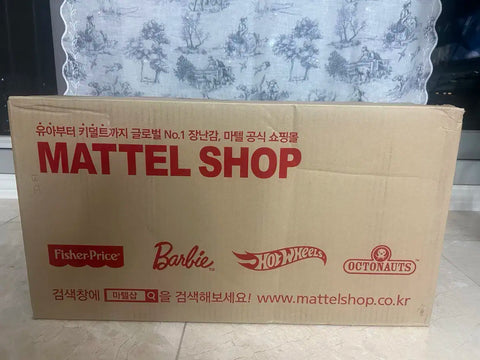 유아부터 키덜트까지 글로벌 No.1 장난감, 마텔 공식 쇼핑몰
MATTEL SHOP
Fisher-Price Barbie Hot Wheels OCTONAUTS
검색창에 마텔샵 을 검색해보세요! www.mattelshop.co.kr